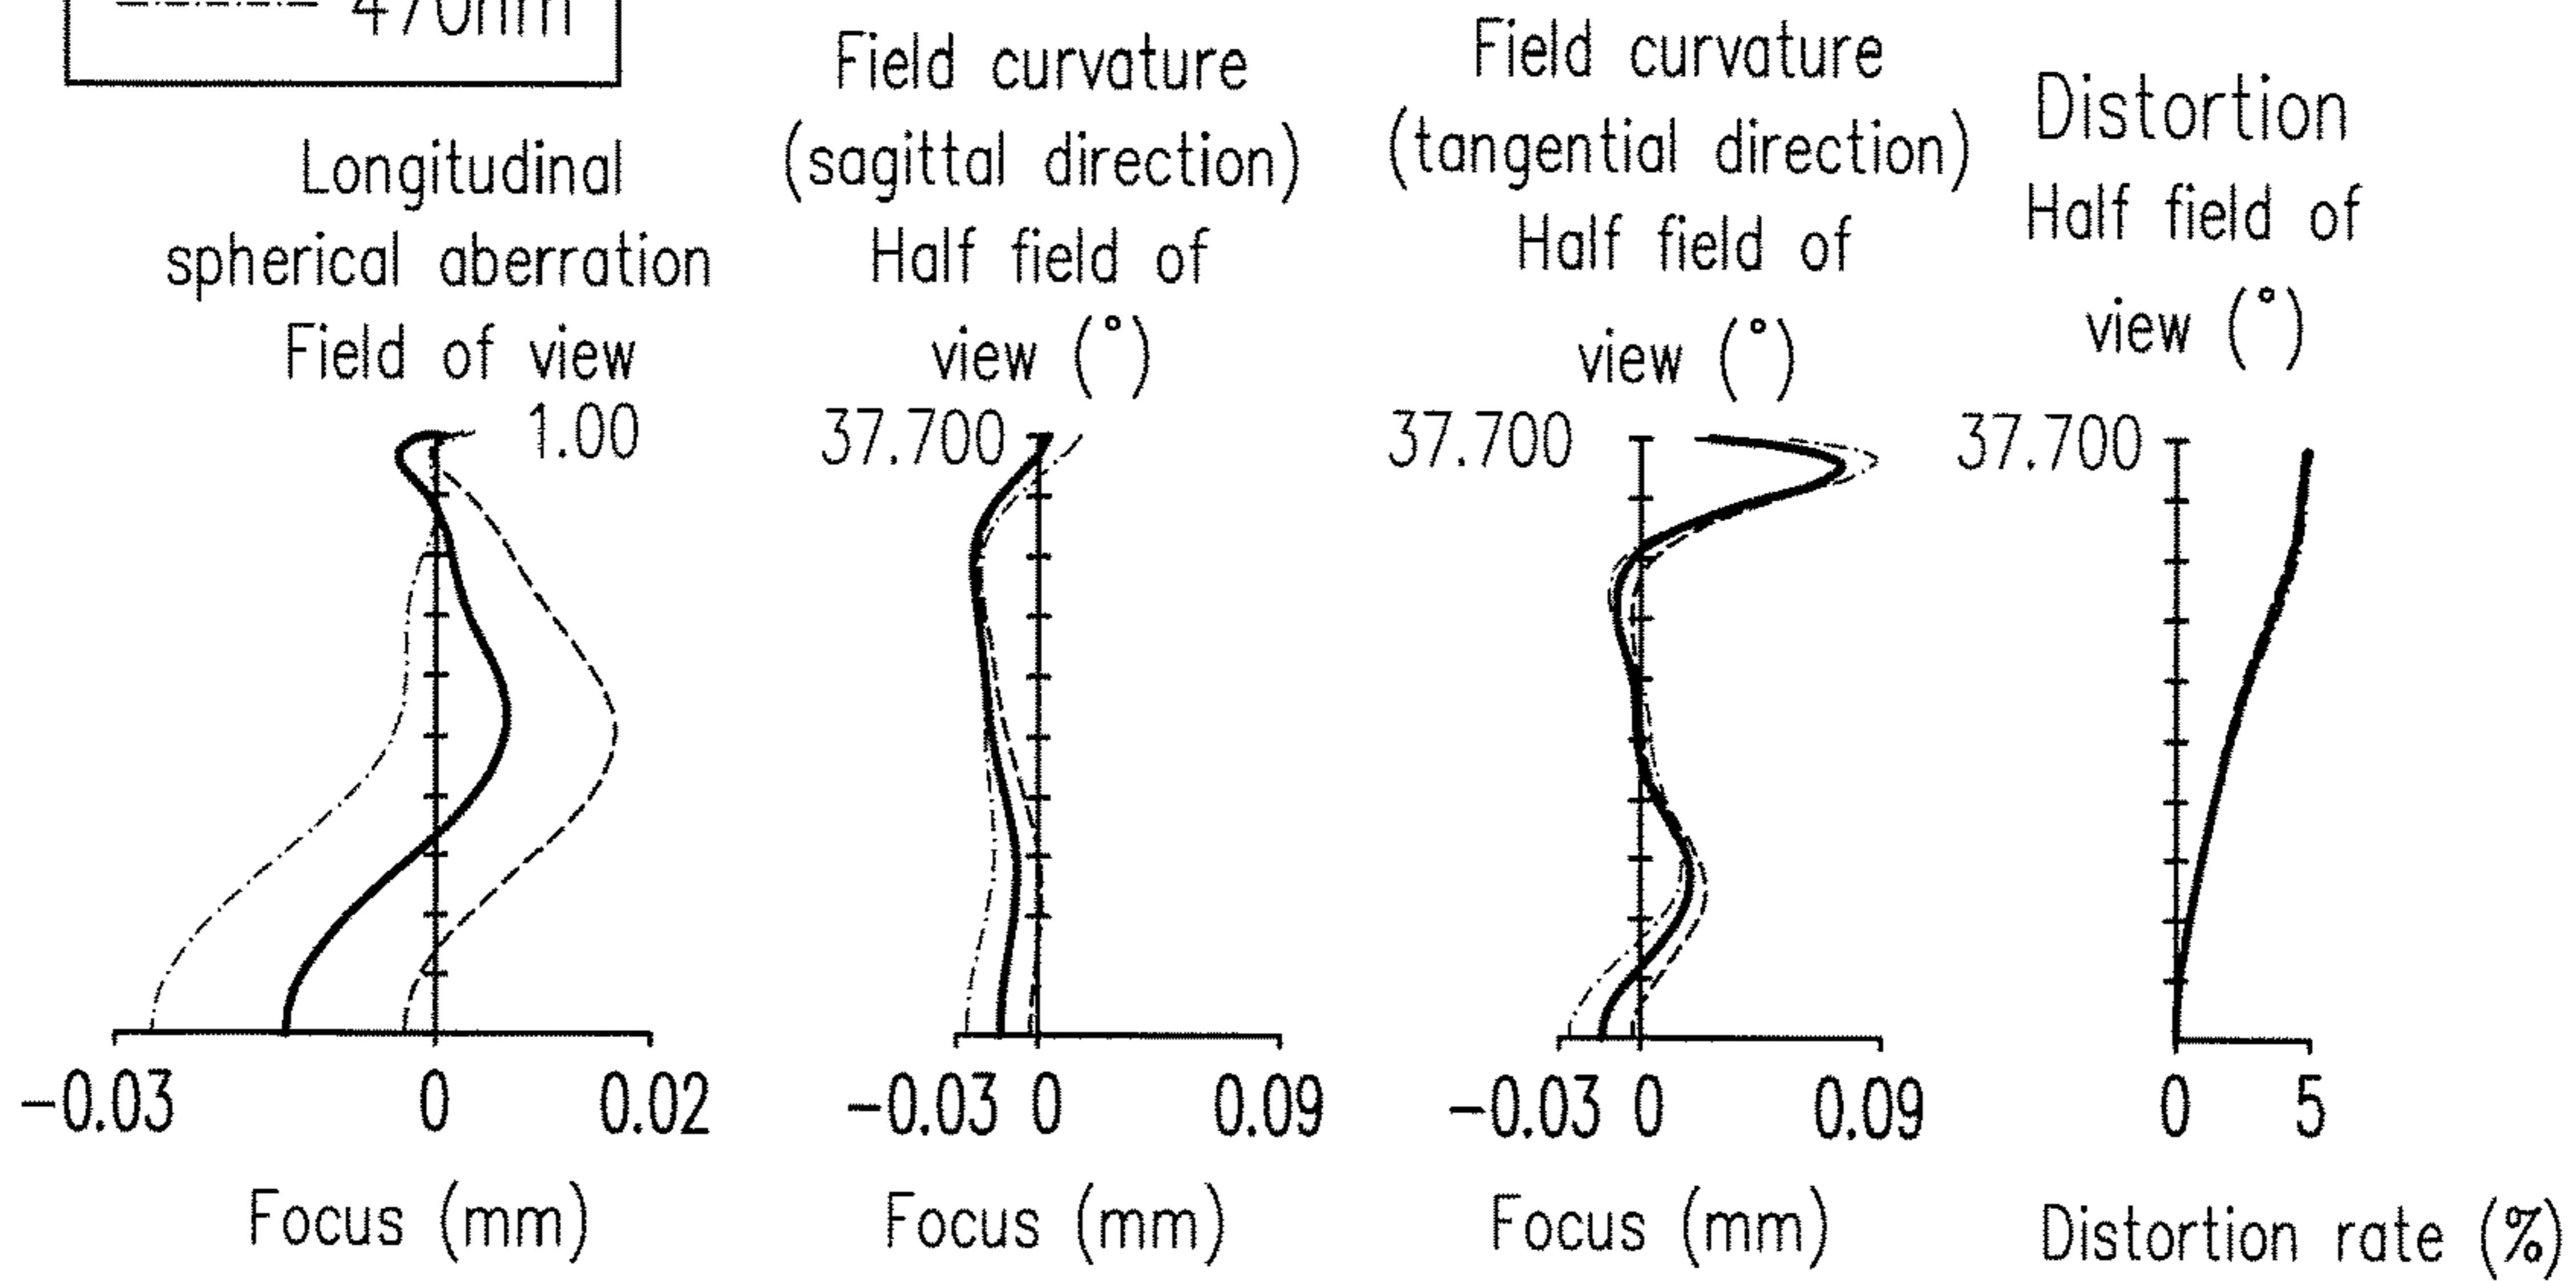 470nm
Longitudinal
spherical aberration
Field of view
1.00
-0.03 0 0.02
Focus (mm)
Field curvature
(sagittal direction)
Half field of
view (°)
37.700
-0.03 0 0.09
Focus (mm)
Field curvature
(tangential direction)
Half field of
view (°)
37.700
-0.03 0 0.09
Focus (mm)
Distortion
Half field of
view (°)
37.700
0 5
Distortion rate (%)